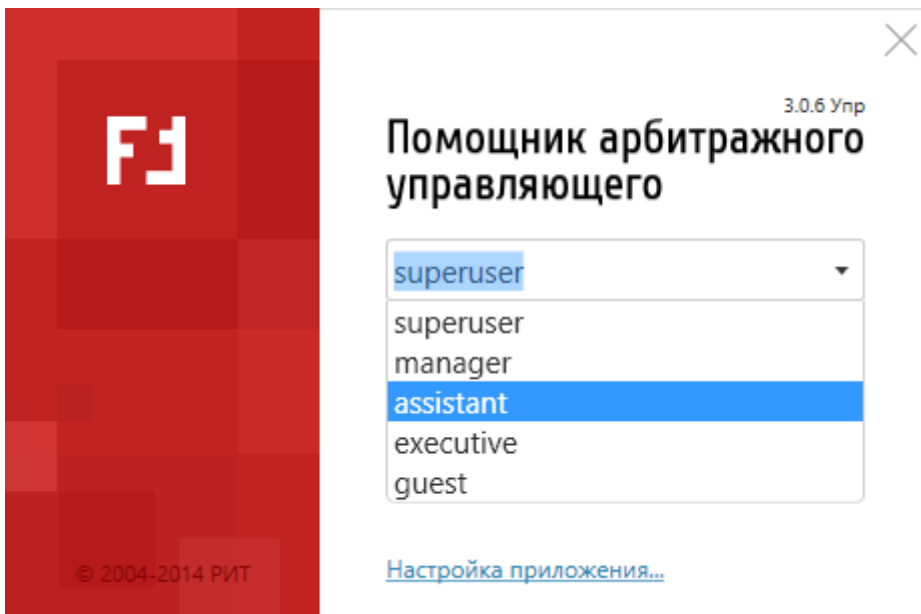 3.0.6 Упр
Помощник арбитражного
управляющего
superuser
superuser
manager
assistant
executive
guest
© 2004-2014 РИТ
Настройка приложения...